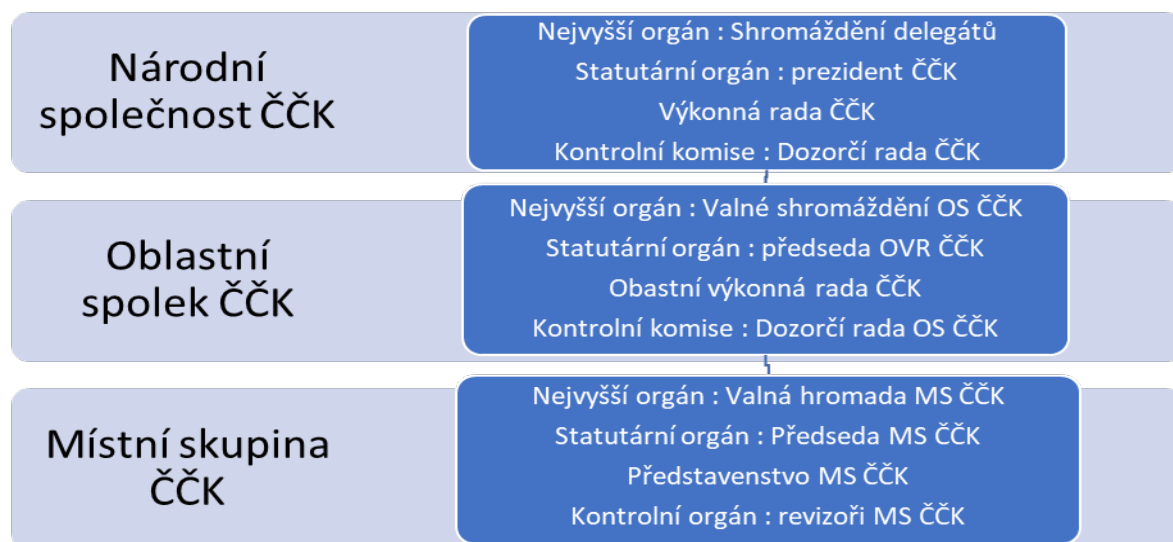 Národní
společnost ČČK
Nejvyšší orgán : Shromáždění delegátů
Statutární orgán : prezident ČČK
Výkonná rada ČČK
Kontrolní komise : Dozorčí rada ČČK
Oblastní
spolek ČČK
Nejvyšší orgán : Valné shromáždění OS ČČK
Statutární orgán : předseda OVR ČČK
Obastní výkonná rada ČČK
Kontrolní komise : Dozorčí rada OS ČČK
Místní skupina
ČČK
Nejvyšší orgán : Valná hromada MS ČČK
Statutární orgán : Předseda MS ČČK
Představenstvo MS ČČK
Kontrolní orgán : revizoři MS ČČK